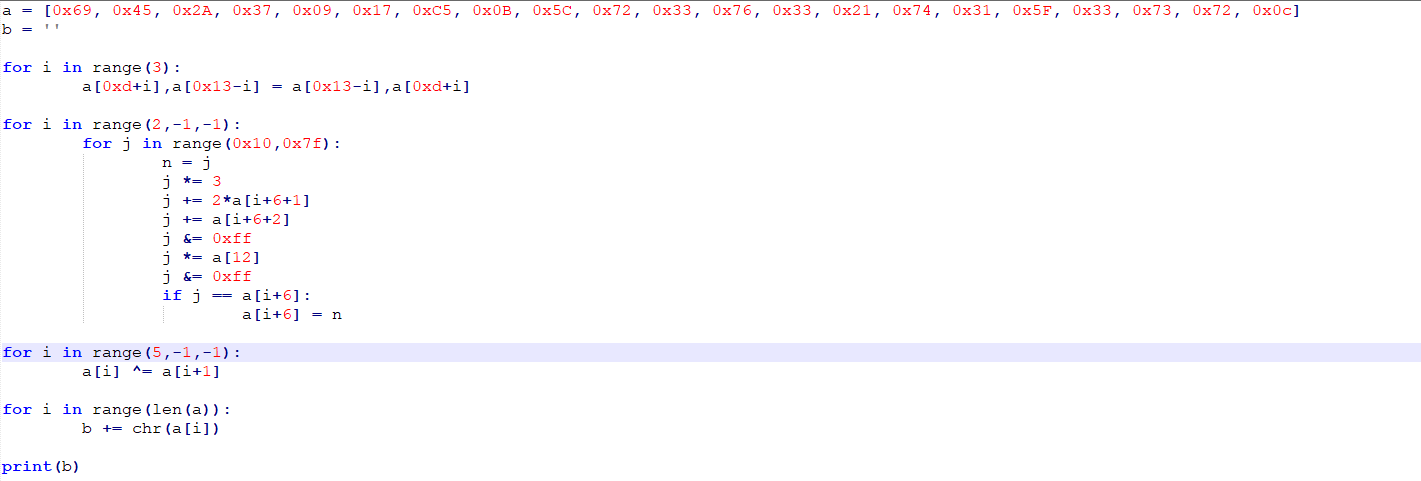 a = [0x69, 0x45, 0x2A, 0x37, 0x09, 0x17, 0xC5, 0x0B, 0x5C, 0x72, 0x33, 0x76, 0x33, 0x21, 0x74, 0x31, 0x5F, 0x33, 0x73, 0x72, 0x0c]
b = ''
for i in range(3):
a[0xd+i],a[0x13-i] = a[0x13-i],a[0xd+i]
for i in range(2,-1,-1):
for j in range(0x10,0x7f):
n = j
j *= 3
j += 2*a[i+6+1]
j += a[i+6+2]
j &= 0xff
j *= a[12]
j &= 0xff
if j == a[i+6]:
a[i+6] = n
for i in range(5,-1,-1):
a[i] ^= a[i+1]
for i in range(len(a)):
b += chr(a[i])
print(b)